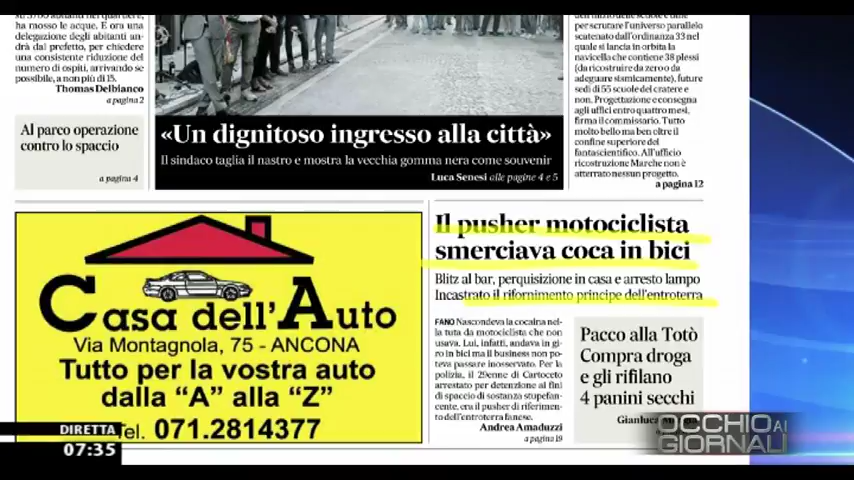 su 3700 abitanti nel quartiere,
ha mosso le acque. E ora una
delegazione degli abitanti an-
drà dal prefetto, per chiedere
una consistente riduzione del
numero di ospiti, arrivando se
possibile, a non più di 15.
Thomas Delbianco
a pagina 2
Al parco operazione
contro lo spaccio
a pagina 4
«Un dignitoso ingresso alla città»
Il sindaco taglia il nastro e mostra la vecchia gomma nera come souvenir
Luca Senesi alle pagine 4 e 5
per scrutare l'universo parallelo
scatenato dall'ordinanza 33 nel
quale si lancia in orbita la
navicella che contiene 38 plessi
(da ricostruire da zero o da
adeguare sismicamente), future
sedi di 55 scuole del cratere e
non. Progettazione e consegna
agli uffici entro quattro mesi,
firma il commissario. Tutto
molto bello ma ben oltre il
confine superiore del
fantascientifico. All'ufficio
ricostruzione Marche non è
atterrato nessun progetto.
a pagina 12
Casa dell'Auto
Via Montagnola, 75 - ANCONA
Tutto per la vostra auto
dalla “A” alla “Z”
Tel. 071.2814377
Il pusher motociclista
smerciava coca in bici
Blitz al bar, perquisizione in casa e arresto lampo
Incastrato il rifornimento principe dell'entroterra
FANO Nascondeva la cocaina nel-
la tuta da motociclista che non
usava. Lui, infatti, andava in gi-
ro in bici ma il business non po-
teva passare inosservato. Per la
polizia, il 29enne di Cartoceto
arrestato per detenzione ai fini
di spaccio di sostanza stupefa-
cente, era il pusher di riferimen-
to dell'entroterra fanese.
Andrea Amaduzzi
a pagina 19
Pacco alla Totò
Compra droga
e gli rifilano
4 panini secchi
OCCHIO AI
GIORNALI
DIRETTA
07:35